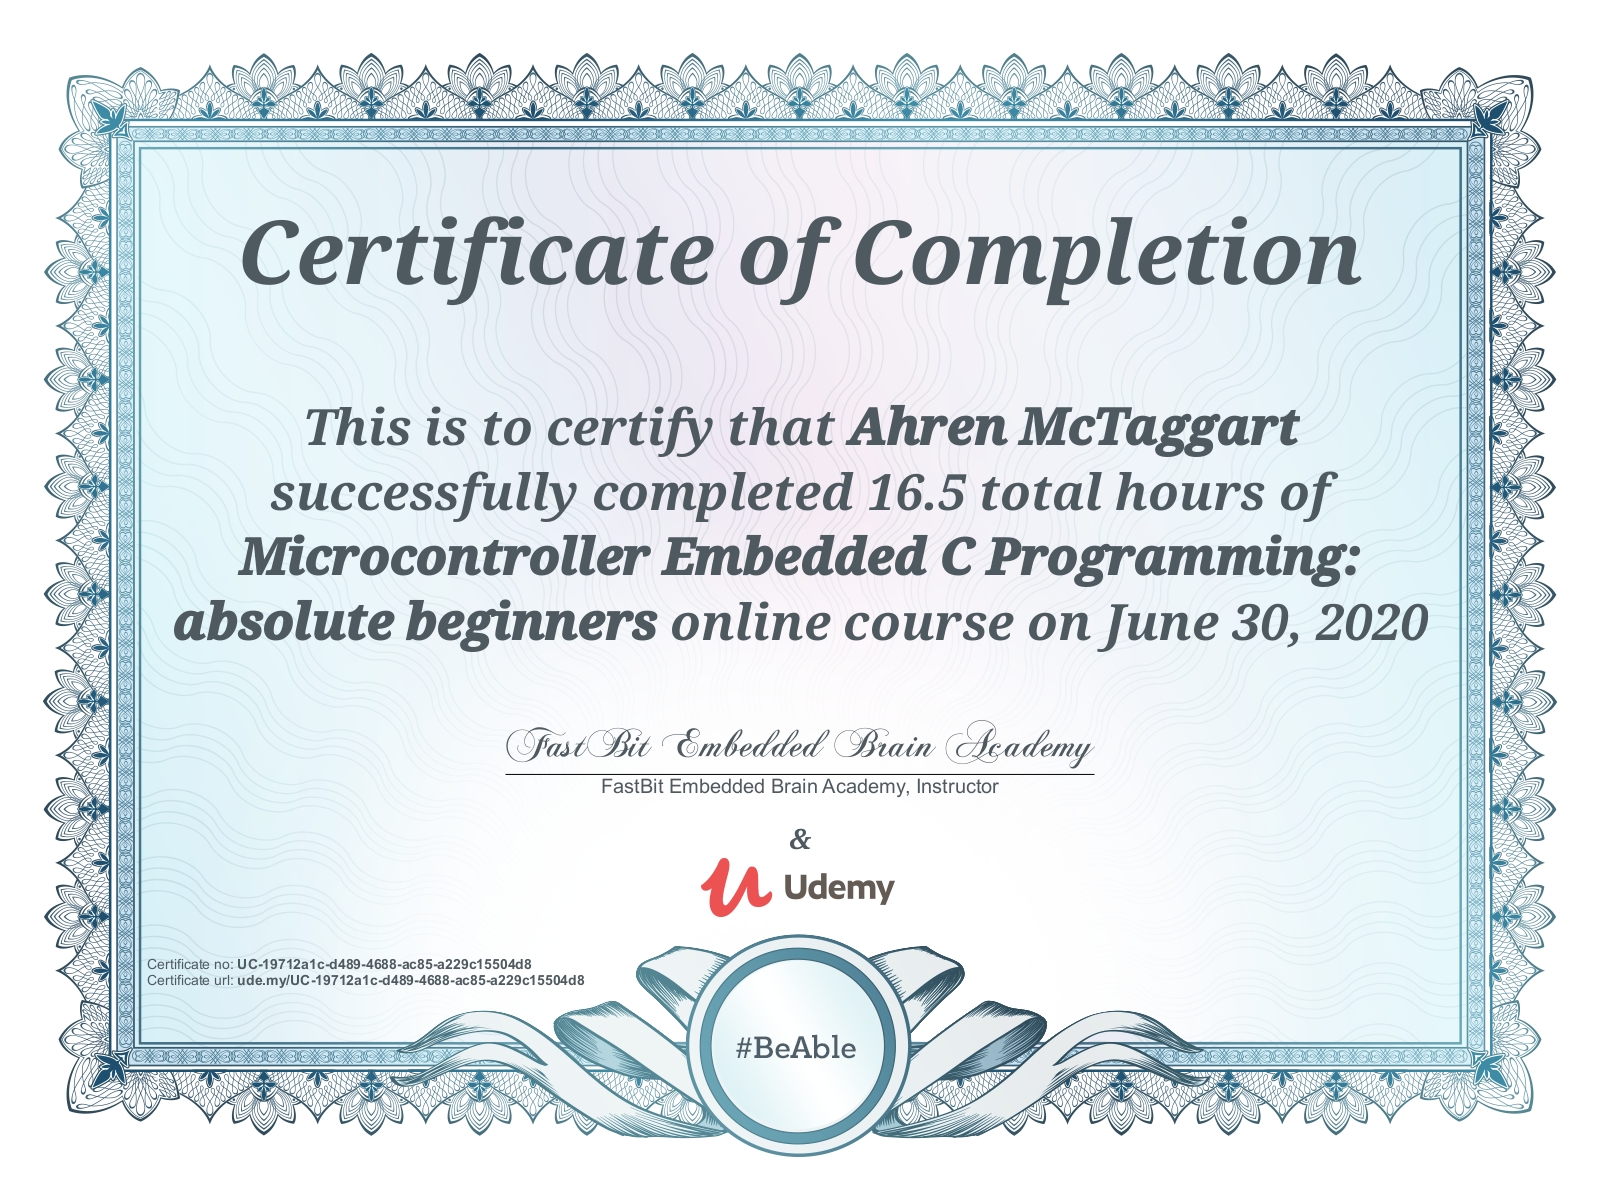 Certificate of Completion
This is to certify that Ahren McTaggart
successfully completed 16.5 total hours of
Microcontroller Embedded C Programming:
absolute beginners online course on June 30, 2020
FastBit Embedded Brain Academy
FastBit Embedded Brain Academy, Instructor
&
Udemy
Certificate no: UC-19712a1c-d489-4688-ac85-a229c15504d8
Certificate url: ude.my/UC-19712a1c-d489-4688-ac85-a229c15504d8
#BeAble